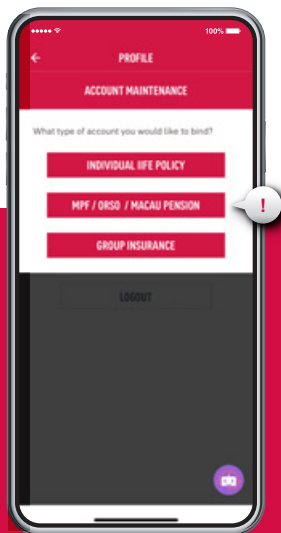 100%
PROFILE
ACCOUNT MAINTENANCE
What type of account you would like to bind?
INDIVIDUAL lIFE POLICY
MPF / ORSO / MACAU PENSION
!
GROUP INSURANCE
LOGOUT